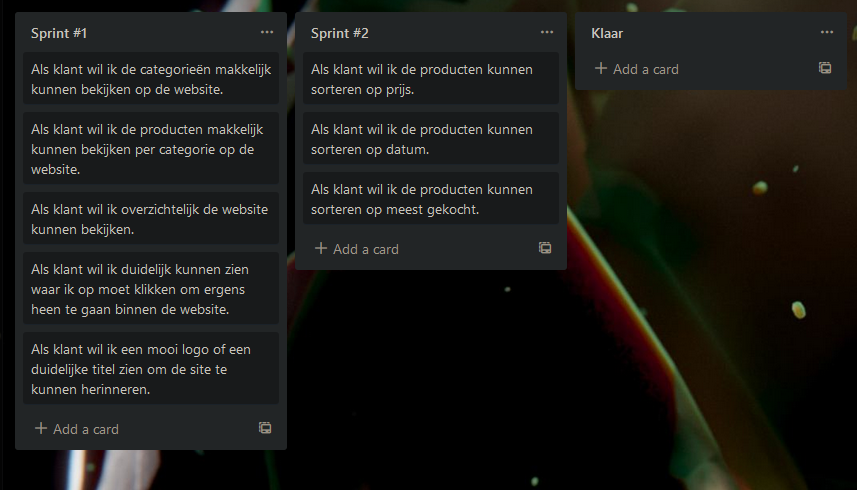 Sprint #1
Als klant wil ik de categorieën makkelijk
kunnen bekijken op de website.
Als klant wil ik de producten makkelijk
kunnen bekijken per categorie op de
website.
Als klant wil ik overzichtelijk de website
kunnen bekijken.
Als klant wil ik duidelijk kunnen zien
waar ik op moet klikken om ergens
heen te gaan binnen de website.
Als klant wil ik een mooi logo of een
duidelijke titel zien om de site te
kunnen herinneren.
Add a card
Sprint #2
Als klant wil ik de producten kunnen
sorteren op prijs.
Als klant wil ik de producten kunnen
sorteren op datum.
Als klant wil ik de producten kunnen
sorteren op meest gekocht.
Add a card
Klaar
Add a card